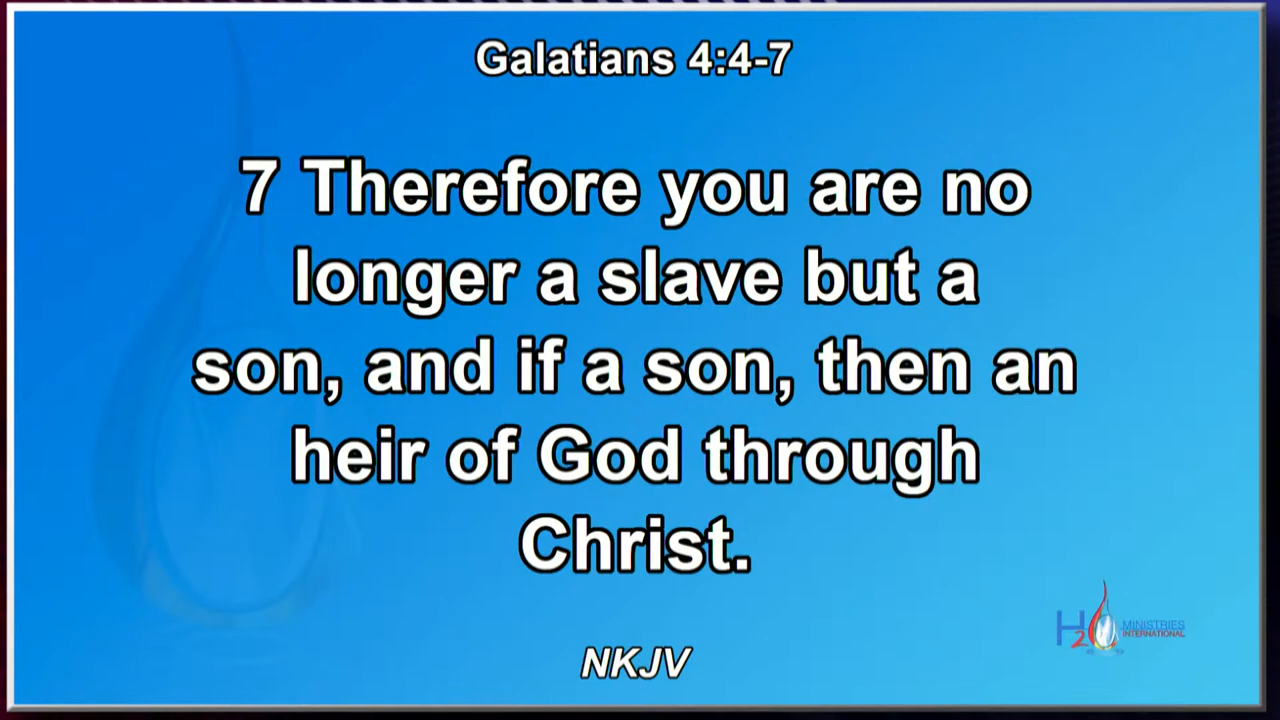 Galatians 4:4-7
7 Therefore you are no
longer a slave but a
son, and if a son, then an
heir of God through
Christ.
H2O MINISTRIES
INTERNATIONAL
NKJV